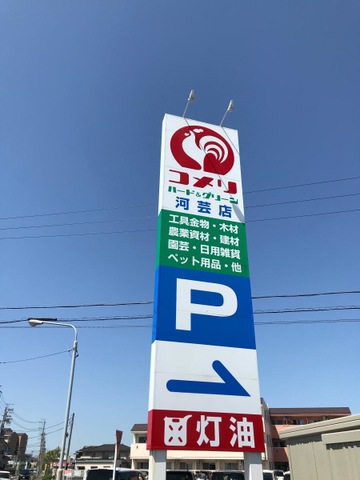 コメリ
ハード&グリーン
河芸店
工具金物・木材
農業資材・建材
園芸・日用雑貨
ペット用品・他
P
灯油